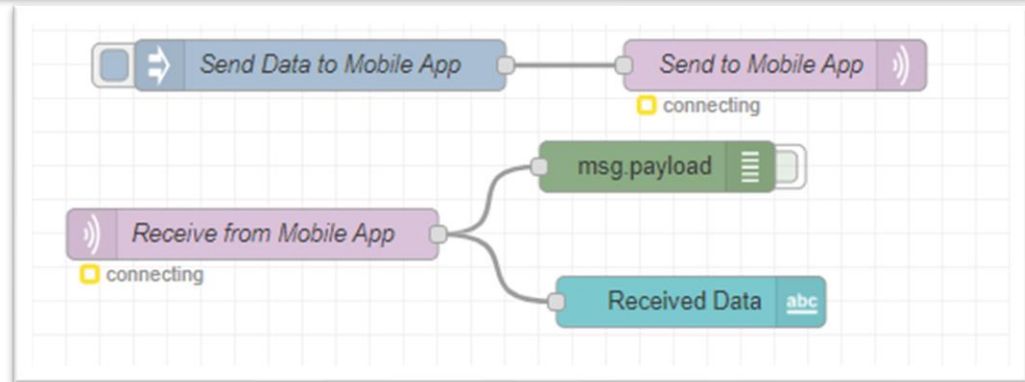 Send Data to Mobile App
Send to Mobile App
connecting
msg.payload
Receive from Mobile App
connecting
Received Data
abc